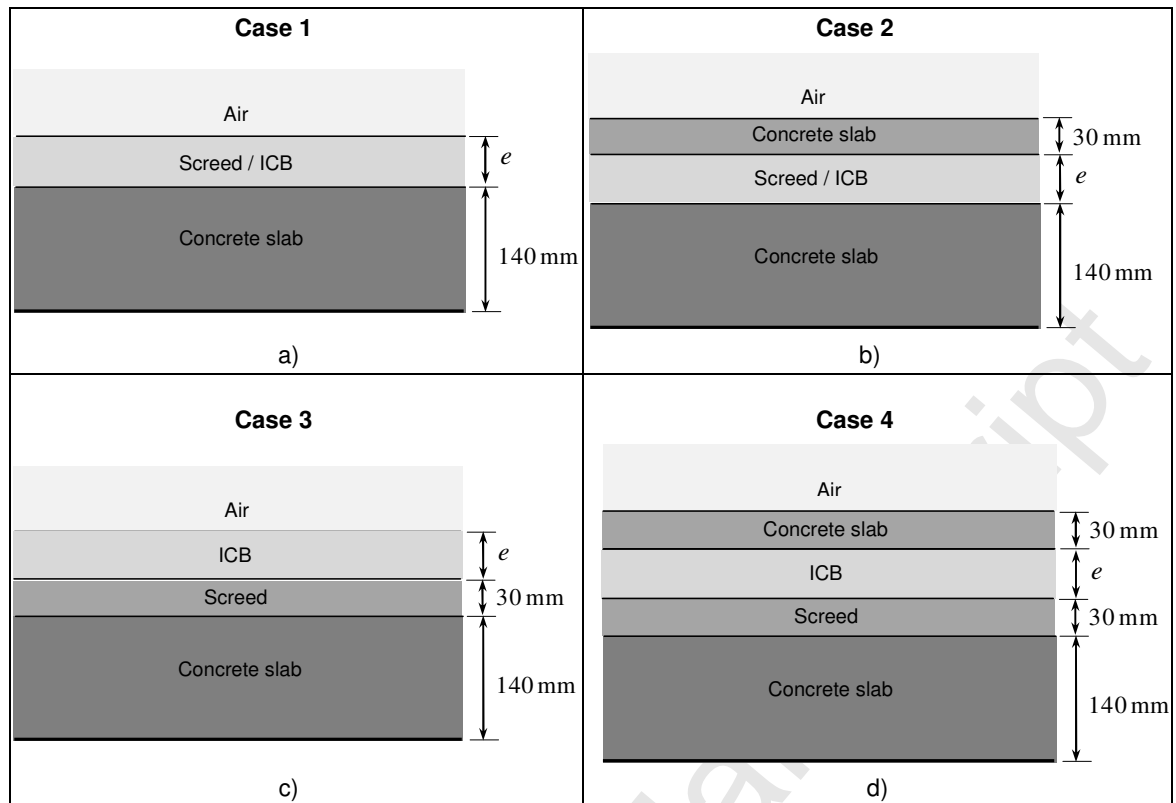 Case 1
Air
Screed / ICB
e
Concrete slab
140 mm
a)
Case 2
Air
Concrete slab
30 mm
Screed / ICB
e
Concrete slab
140 mm
b)
Case 3
Air
ICB
e
Screed
30 mm
Concrete slab
140 mm
c)
Case 4
Air
Concrete slab
30 mm
ICB
e
Screed
30 mm
Concrete slab
140 mm
d)